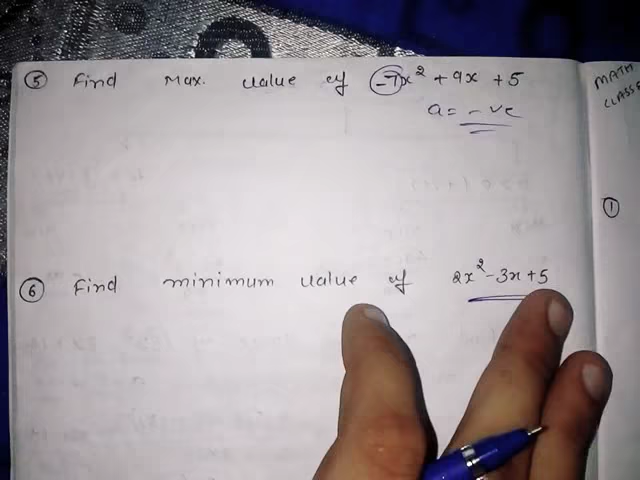 ⑤ Find Max. value of -7x² + 9x + 5
a = -ve
⑥ Find minimum value of 2x² - 3x + 5
MATH
CLASSE
①